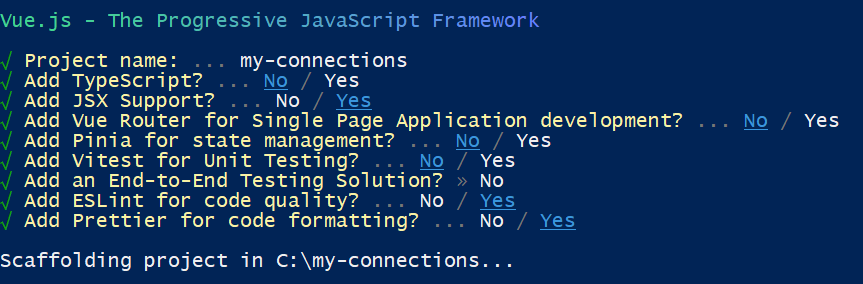 Vue.js - The Progressive JavaScript Framework
√ Project name: ... my-connections
√ Add TypeScript? ... No / Yes
√ Add JSX Support? ... No / Yes
√ Add Vue Router for Single Page Application development? ... No / Yes
√ Add Pinia for state management? ... No / Yes
√ Add Vitest for Unit Testing? ... No / Yes
√ Add an End-to-End Testing Solution? » No
√ Add ESLint for code quality? ... No / Yes
√ Add Prettier for code formatting? ... No / Yes
Scaffolding project in C:\my-connections...